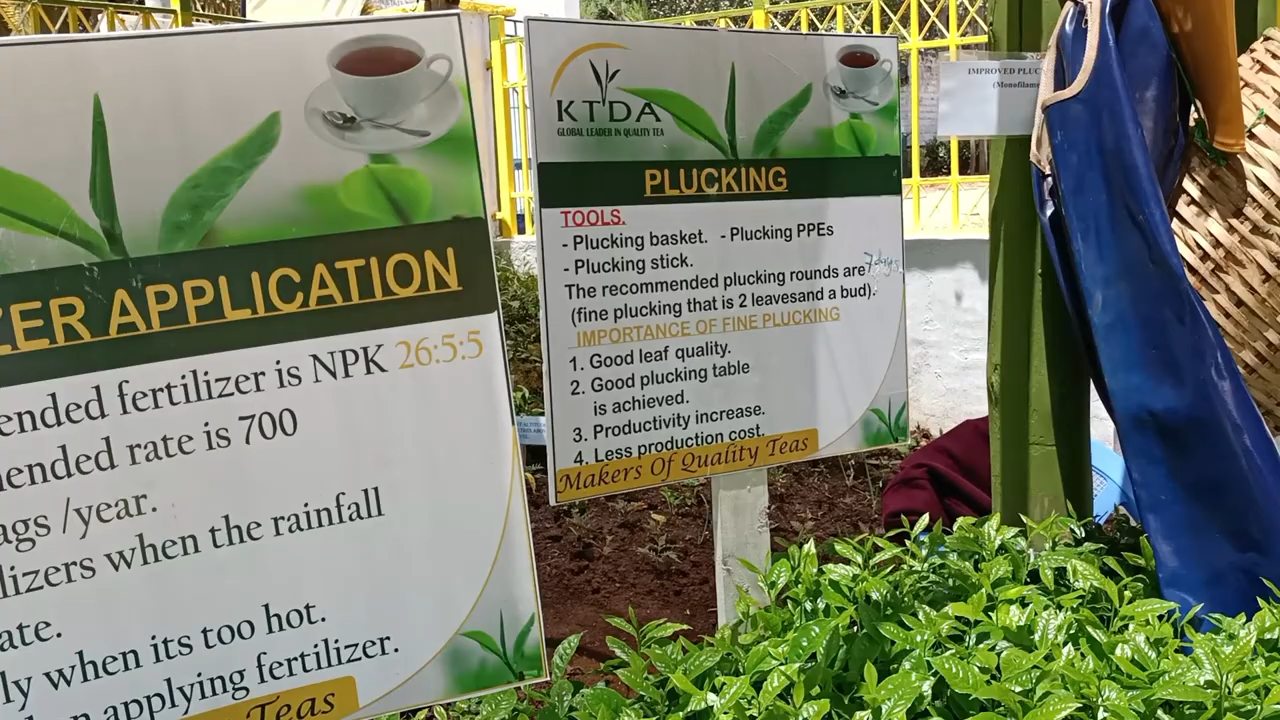 ZER APPLICATION
ended fertilizer is NPK 26:5:5
mended rate is 700
ags /year.
lizers when the rainfall
ate.
ly when its too hot.
applying fertilizer.
Teas
KTDA
GLOBAL LEADER IN QUALITY TEA
PLUCKING
TOOLS.
- Plucking basket. - Plucking PPEs
- Plucking stick.
The recommended plucking rounds are 7 days
(fine plucking that is 2 leavesand a bud).
IMPORTANCE OF FINE PLUCKING
1. Good leaf quality.
2. Good plucking table
is achieved.
3. Productivity increase.
4. Less production cost.
Makers Of Quality Teas
IMPROVED PLUC
(Monofilame